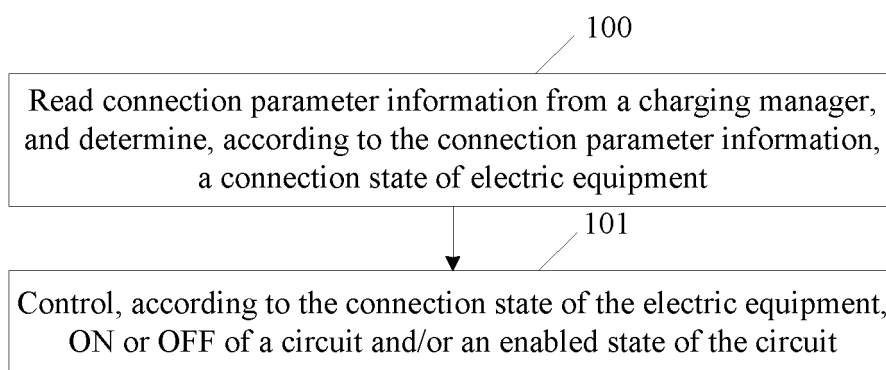 100
Read connection parameter information from a charging manager,
and determine, according to the connection parameter information,
a connection state of electric equipment
101
Control, according to the connection state of the electric equipment,
ON or OFF of a circuit and/or an enabled state of the circuit